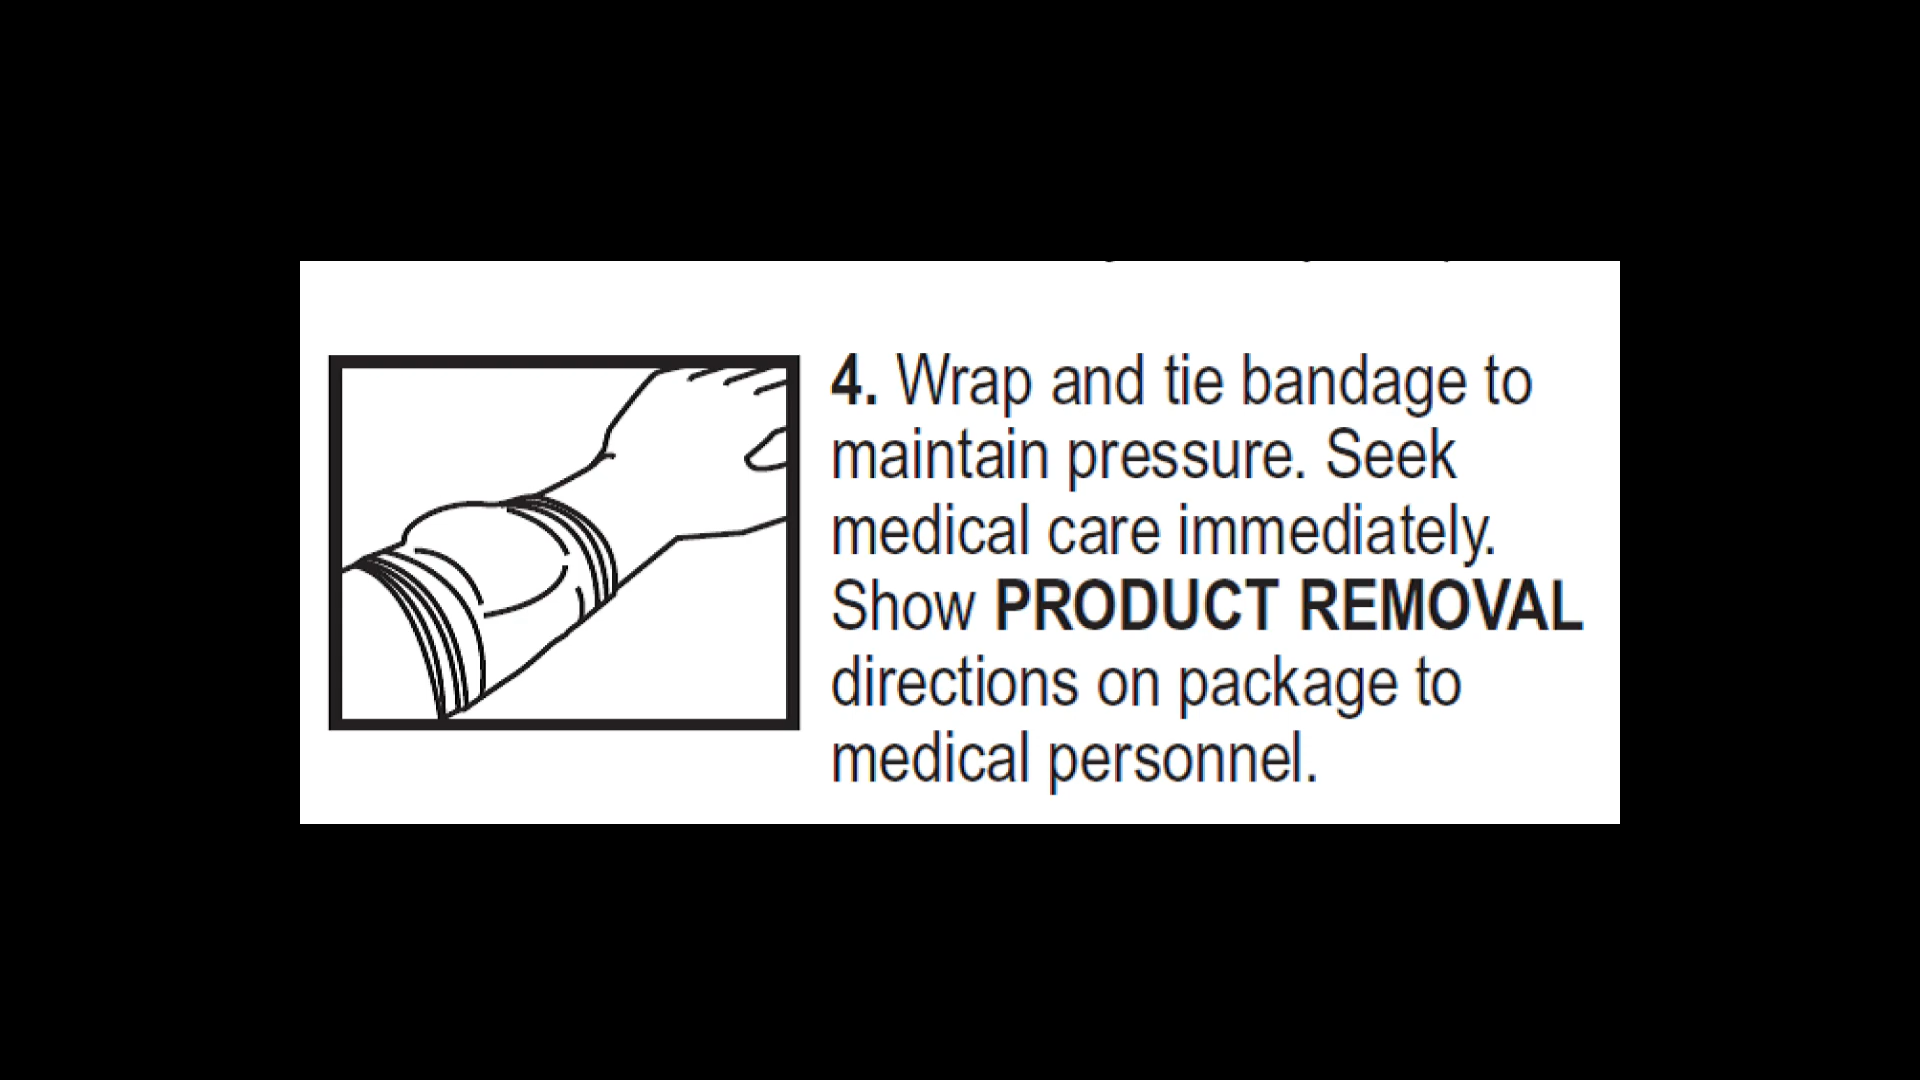 4. Wrap and tie bandage to
maintain pressure. Seek
medical care immediately.
Show PRODUCT REMOVAL
directions on package to
medical personnel.